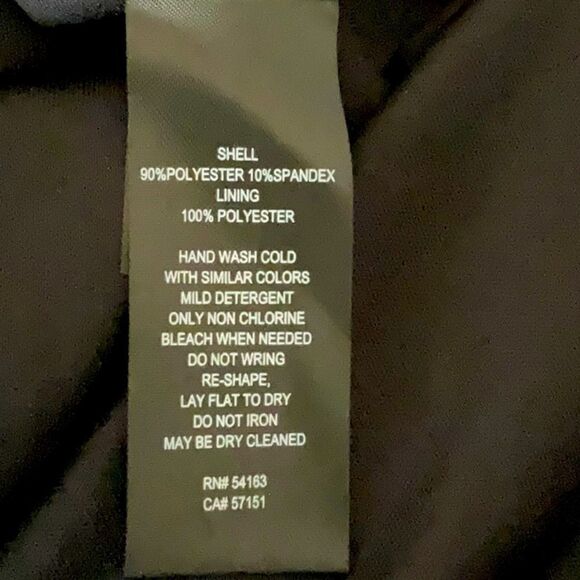 SHELL
90%POLYESTER 10%SPANDEX
LINING
100% POLYESTER
HAND WASH COLD
WITH SIMILAR COLORS
MILD DETERGENT
ONLY NON CHLORINE
BLEACH WHEN NEEDED
DO NOT WRING
RE-SHAPE,
LAY FLAT TO DRY
DO NOT IRON
MAY BE DRY CLEANED
RN# 54163
CA# 57151